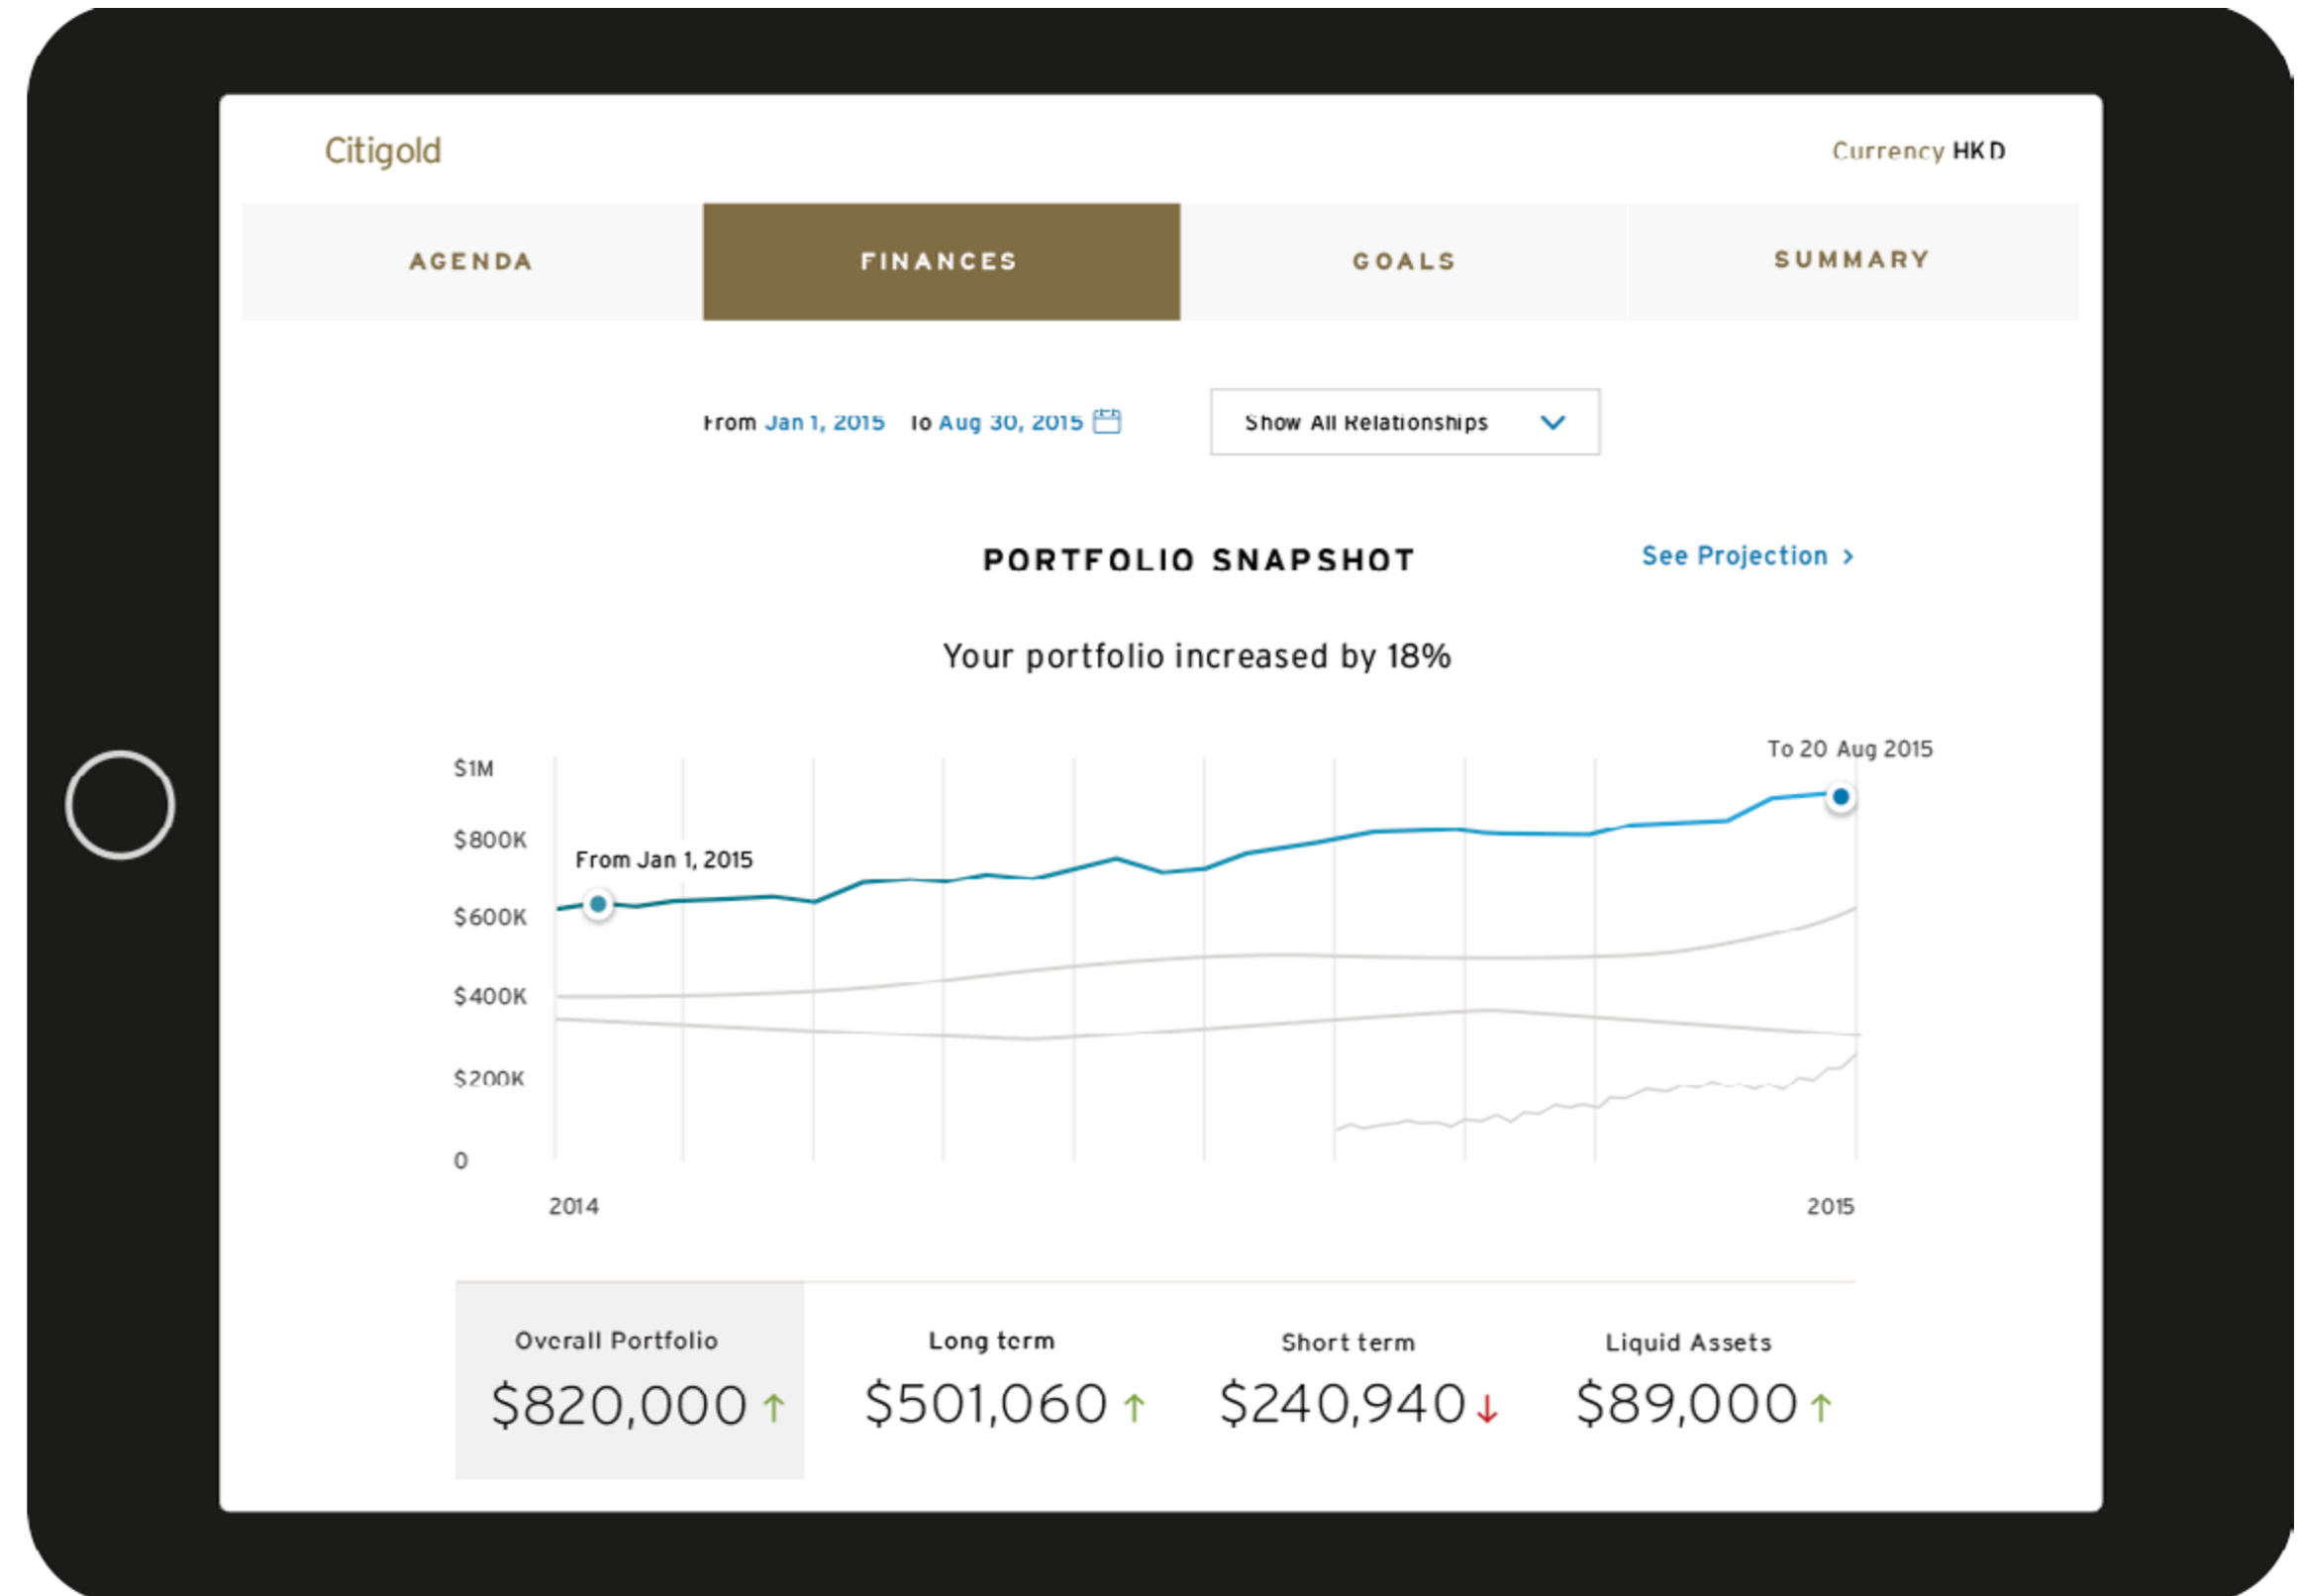 Citigold
Currency HKD
AGENDA
FINANCES
GOALS
SUMMARY
From Jan 1, 2015 To Aug 30, 2015
Show All Relationships
PORTFOLIO SNAPSHOT
See Projection >
Your portfolio increased by 18%
To 20 Aug 2015
$1M
$800K
From Jan 1, 2015
$600K
$400K
$200K
0
2014
2015
Overall Portfolio
$820,000 ↑
Long term
$501,060 ↑
Short term
$240,940 ↓
Liquid Assets
$89,000 ↑